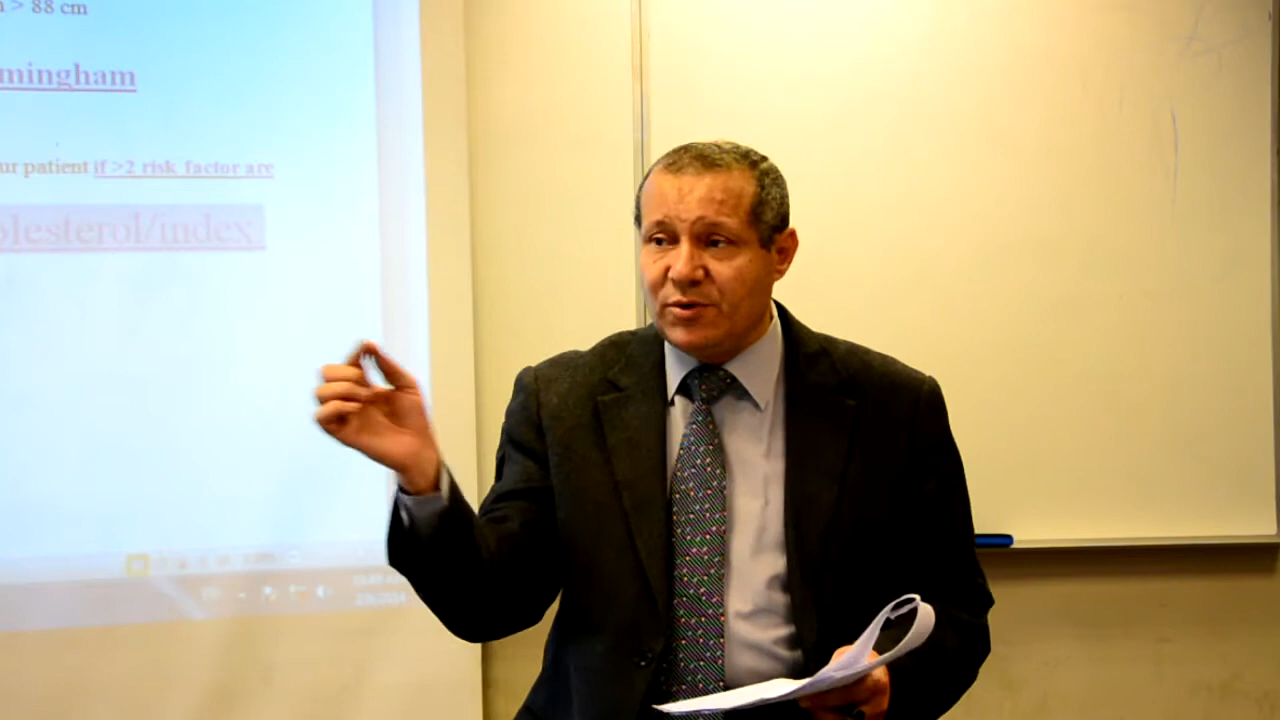 > 88 cm
mingham
ur patient if >2 risk factor are
olesterol/index